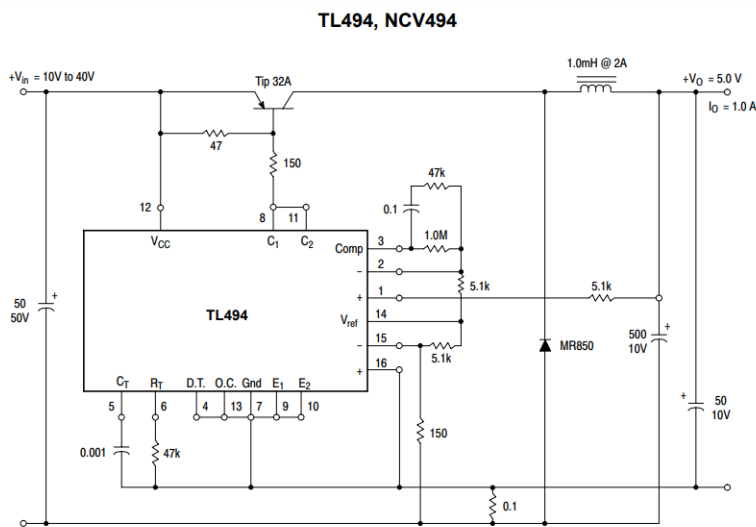 TL494, NCV494
1.0mH @ 2A
+Vin = 10V to 40V
Tip 32A
+VO = 5.0 V
IO = 1.0 A
47
150
47k
0.1
12
8
11
3
1.0M
VCC
C1
C2
Comp
2
−
5.1k
5.1k
1
+
50
50V
+
TL494
Vref
14
15
−
5.1k
16
+
500
10V
+
MR850
CT
RT
D.T.
O.C.
Gnd
E1
E2
5
6
4
13
7
9
10
50
10V
+
0.001
47k
150
0.1